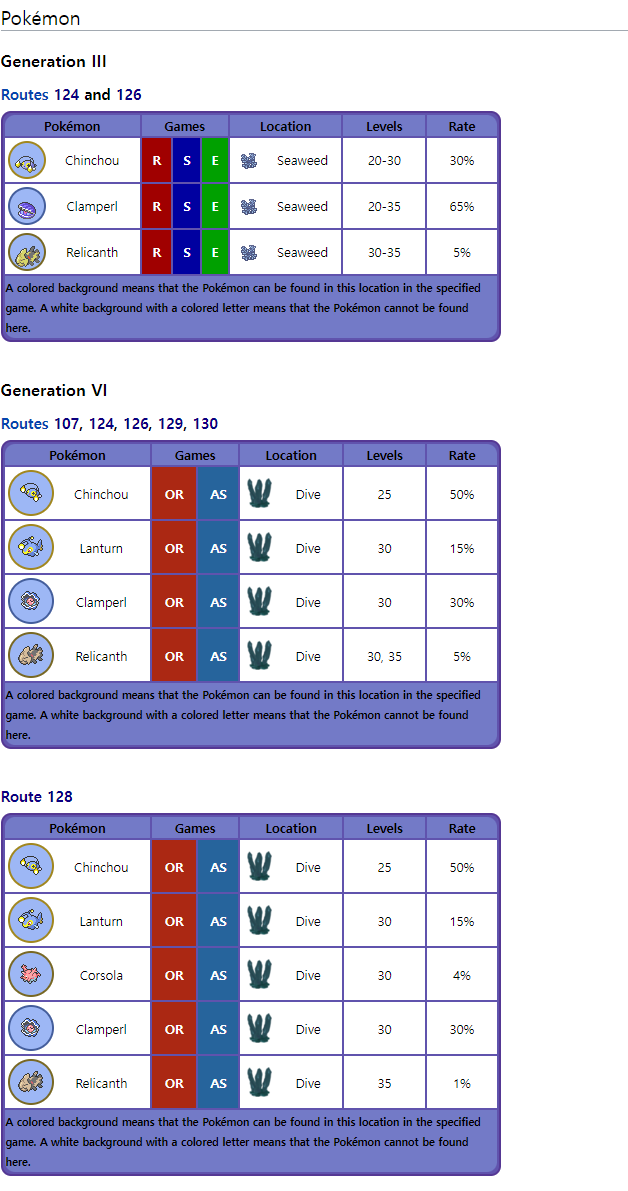 Pokémon
Generation III
Routes 124 and 126
Pokémon Games Location Levels Rate
Chinchou R S E Seaweed 20-30 30%
Clamperl R S E Seaweed 20-35 65%
Relicanth R S E Seaweed 30-35 5%
A colored background means that the Pokémon can be found in this location in the specified
game. A white background with a colored letter means that the Pokémon cannot be found
here.
Generation VI
Routes 107, 124, 126, 129, 130
Pokémon Games Location Levels Rate
Chinchou OR AS Dive 25 50%
Lanturn OR AS Dive 30 15%
Clamperl OR AS Dive 30 30%
Relicanth OR AS Dive 30, 35 5%
A colored background means that the Pokémon can be found in this location in the specified
game. A white background with a colored letter means that the Pokémon cannot be found
here.
Route 128
Pokémon Games Location Levels Rate
Chinchou OR AS Dive 25 50%
Lanturn OR AS Dive 30 15%
Corsola OR AS Dive 30 4%
Clamperl OR AS Dive 30 30%
Relicanth OR AS Dive 35 1%
A colored background means that the Pokémon can be found in this location in the specified
game. A white background with a colored letter means that the Pokémon cannot be found
here.